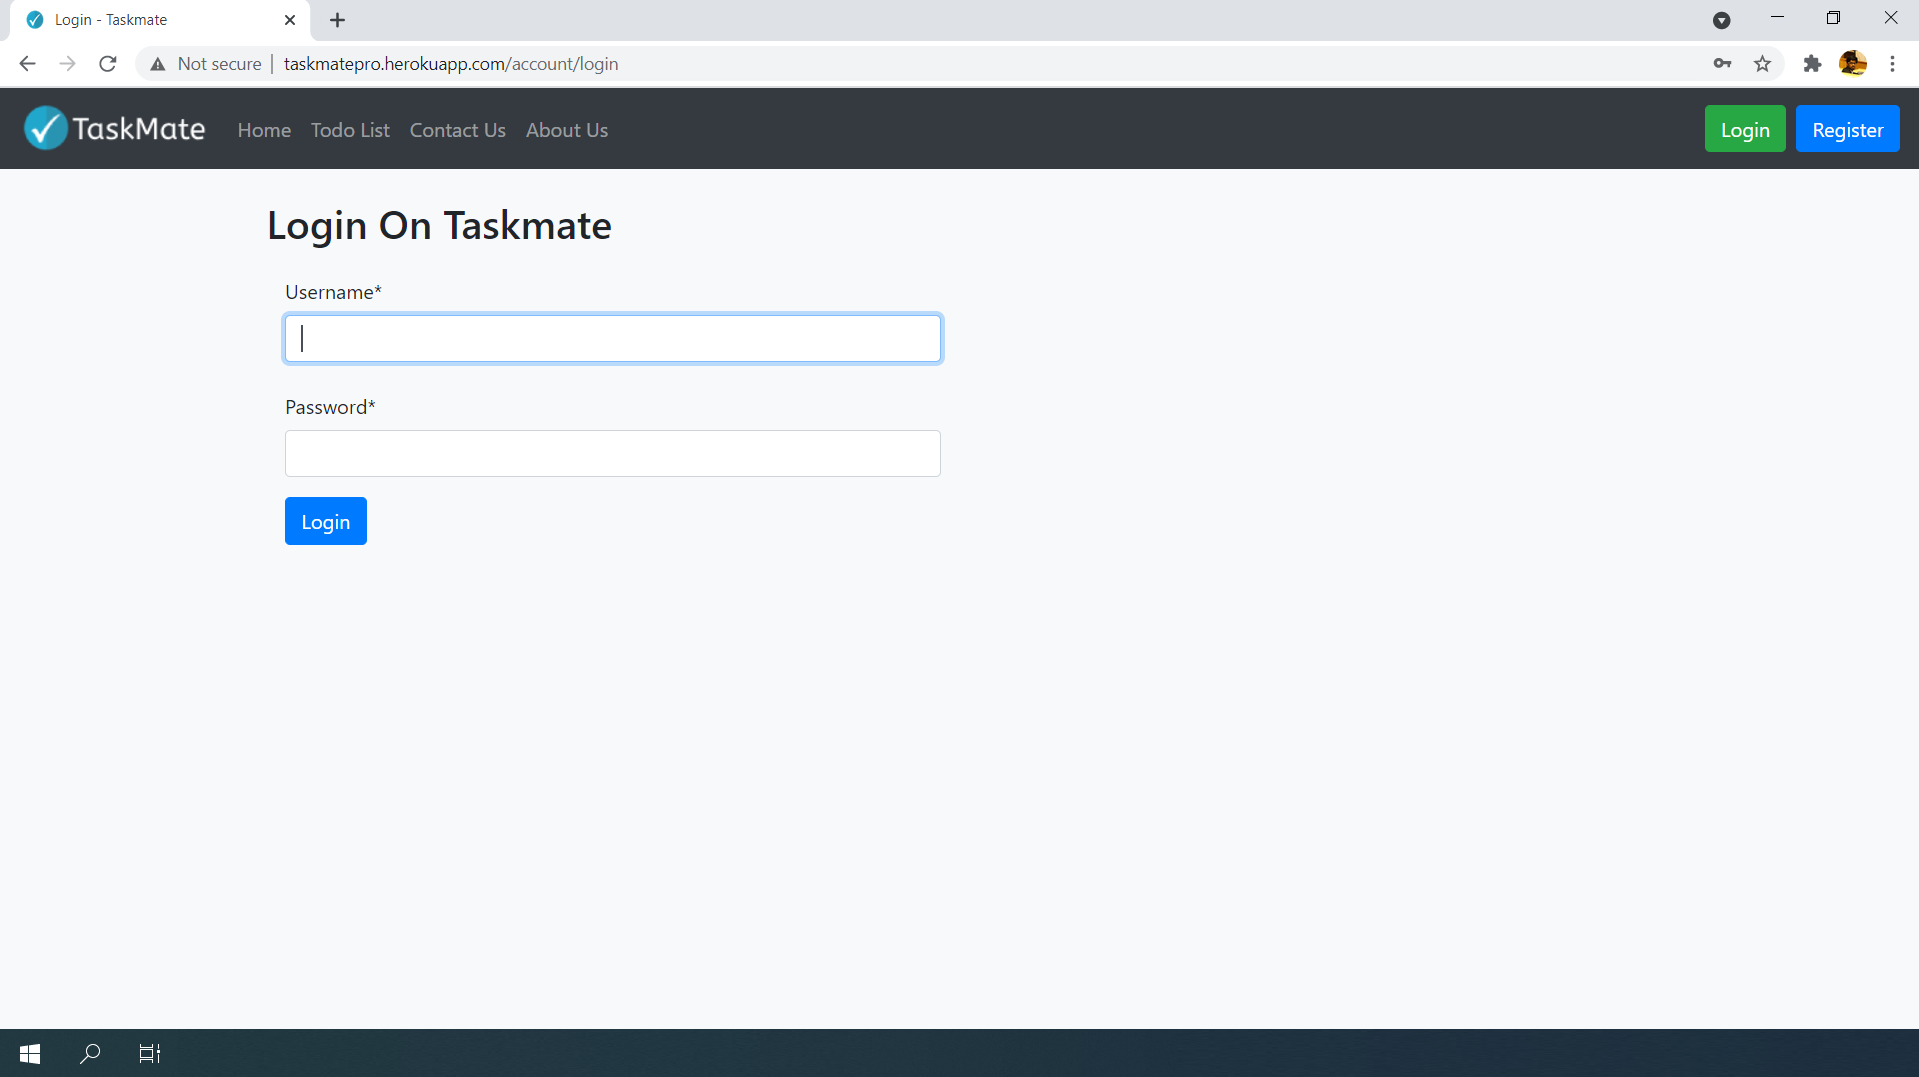 Login - Taskmate
Not secure | taskmatepro.herokuapp.com/account/login
TaskMate Home Todo List Contact Us About Us Login Register
Login On Taskmate
Username*
Password*
Login